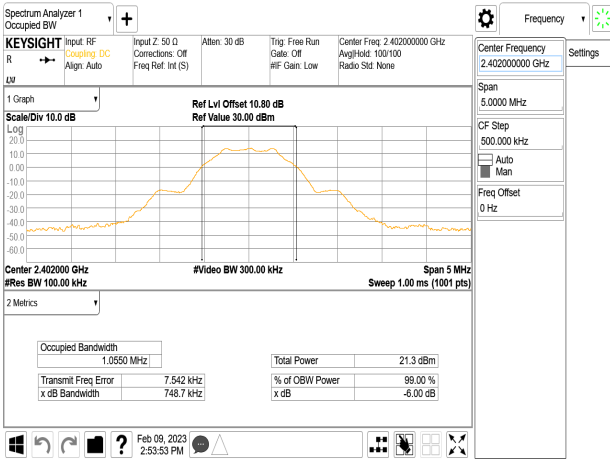 Spectrum Analyzer 1
Occupied BW
Frequency
KEYSIGHT
R
Input: RF
Coupling: DC
Align: Auto
Input Z: 50 Ω
Corrections: Off
Freq Ref: Int (S)
Atten: 30 dB
Trig: Free Run
Gate: Off
#IF Gain: Low
Center Freq: 2.402000000 GHz
Avg|Hold: 100/100
Radio Std: None
Center Frequency
2.402000000 GHz
Settings
Span
5.0000 MHz
CF Step
500.000 kHz
Auto
Man
Freq Offset
0 Hz
1 Graph
Scale/Div 10.0 dB
Ref Lvl Offset 10.80 dB
Ref Value 30.00 dBm
Log
20.0
10.0
0.00
-10.0
-20.0
-30.0
-40.0
-50.0
-60.0
Center 2.402000 GHz
#Res BW 100.00 kHz
#Video BW 300.00 kHz
Span 5 MHz
Sweep 1.00 ms (1001 pts)
2 Metrics
Occupied Bandwidth
1.0550 MHz
Total Power 21.3 dBm
Transmit Freq Error 7.542 kHz
% of OBW Power 99.00 %
x dB Bandwidth 748.7 kHz
x dB -6.00 dB
?
Feb 09, 2023
2:53:53 PM